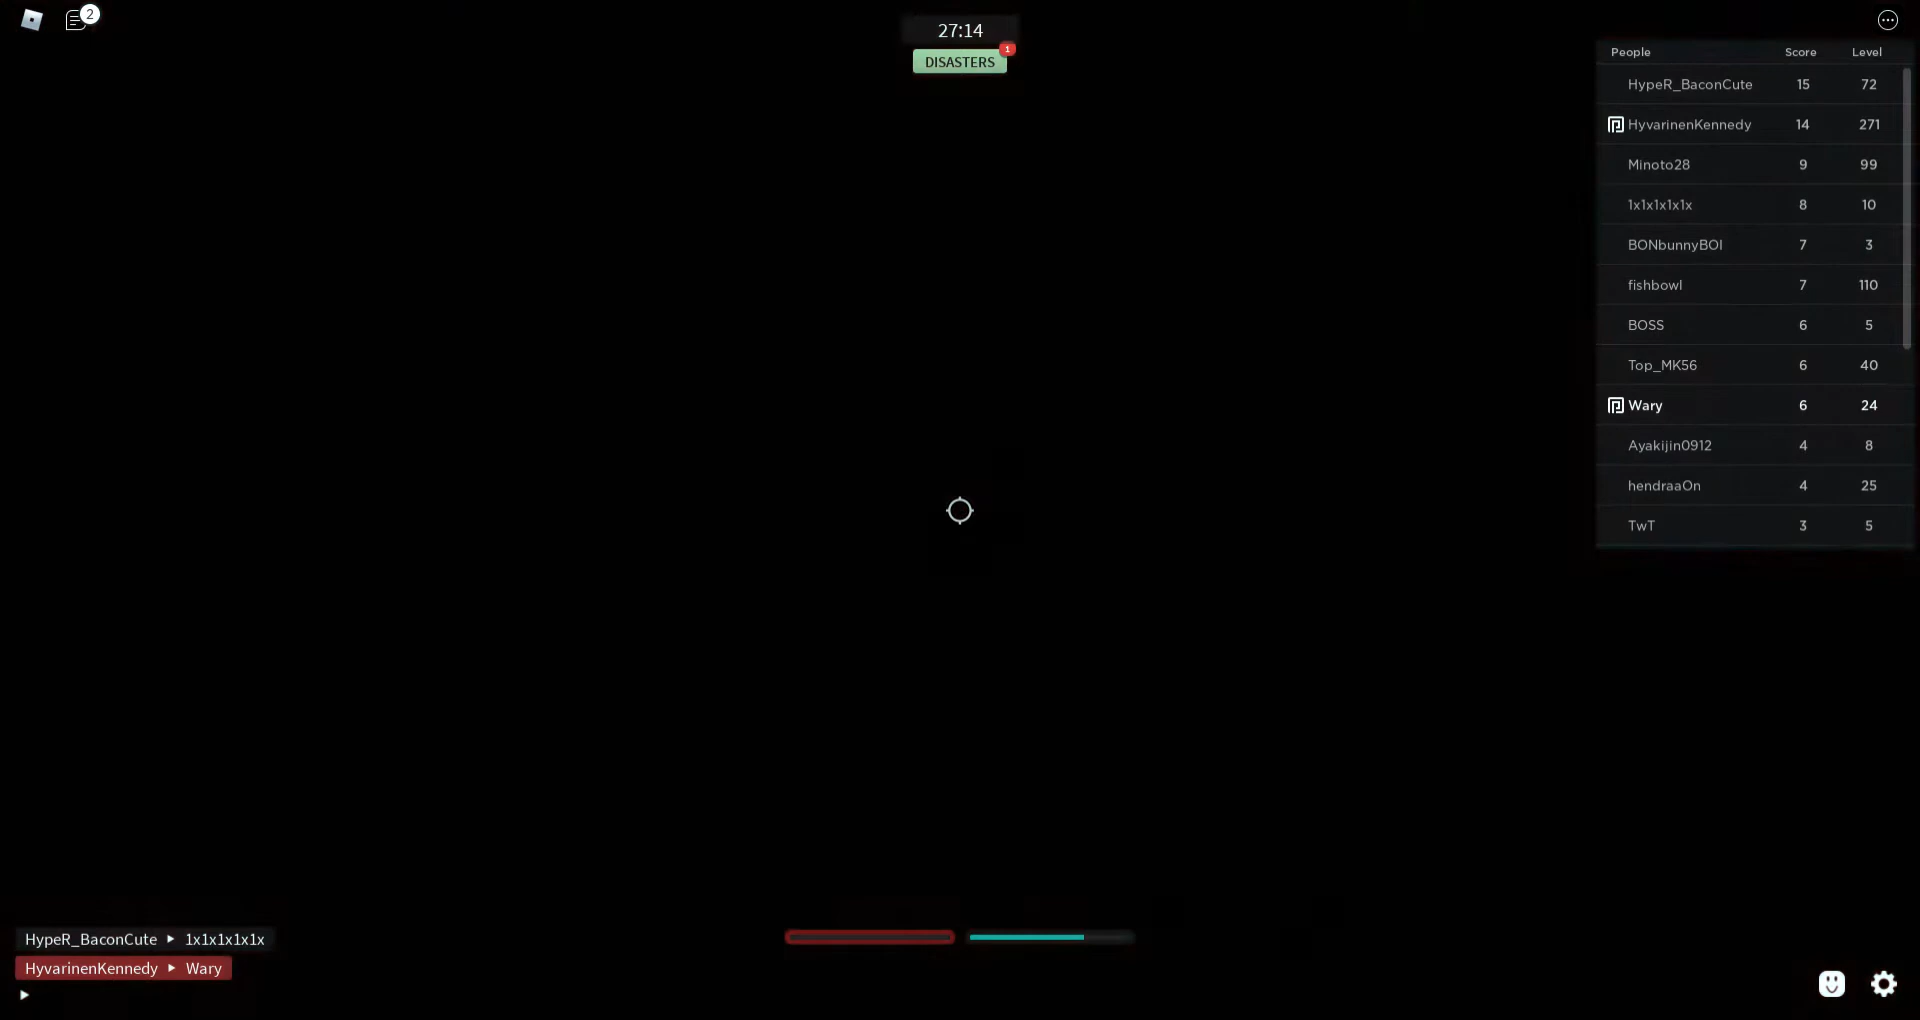 2
27:14
DISASTERS
1
People Score Level
HypeR_BaconCute 15 72
HyvarinenKennedy 14 271
Minoto28 9 99
1x1x1x1x1x 8 10
BONbunnyBOI 7 3
fishbowl 7 110
BOSS 6 5
Top_MK56 6 40
Wary 6 24
Ayakijin0912 4 8
hendraaOn 4 25
TwT 3 5
HypeR_BaconCute ▸ 1x1x1x1x1x
HyvarinenKennedy ▸ Wary